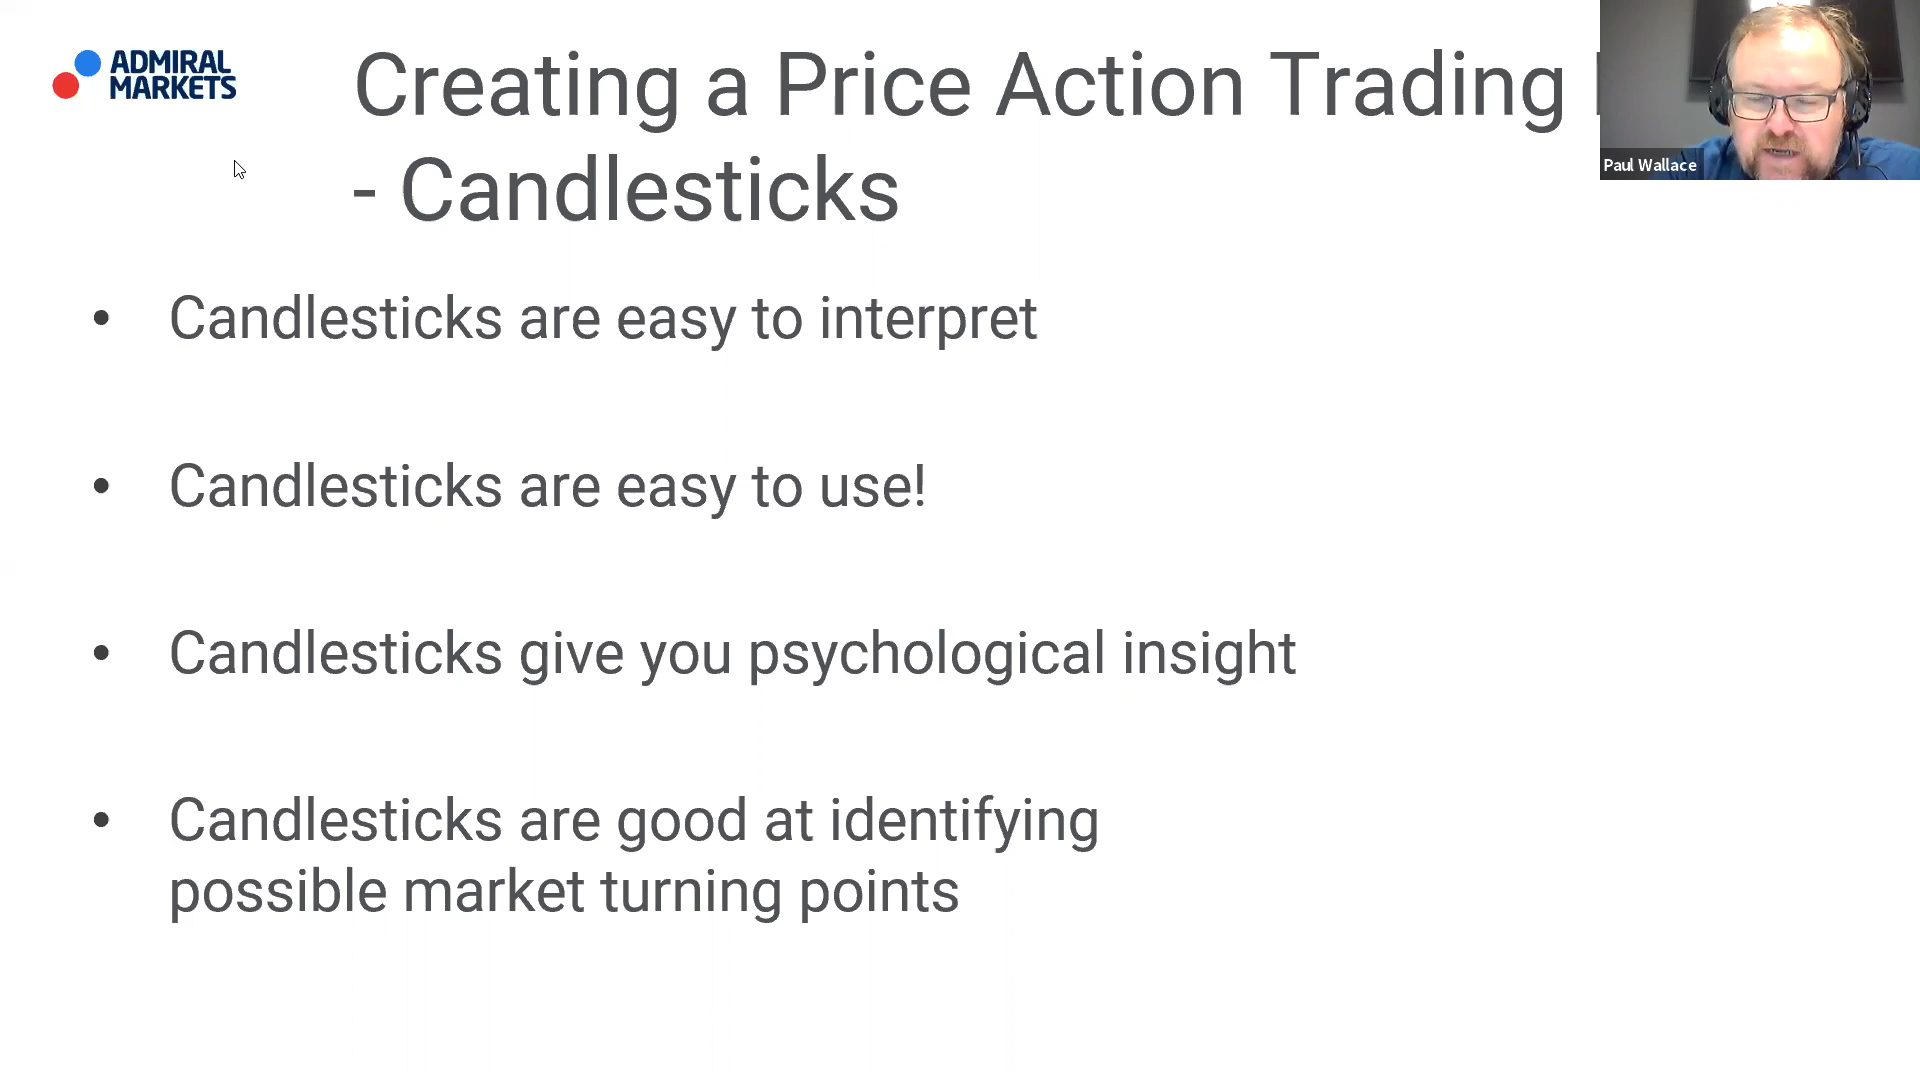 ADMIRAL
MARKETS
Creating a Price Action Trading
- Candlesticks
Paul Wallace
• Candlesticks are easy to interpret
• Candlesticks are easy to use!
• Candlesticks give you psychological insight
• Candlesticks are good at identifying
possible market turning points